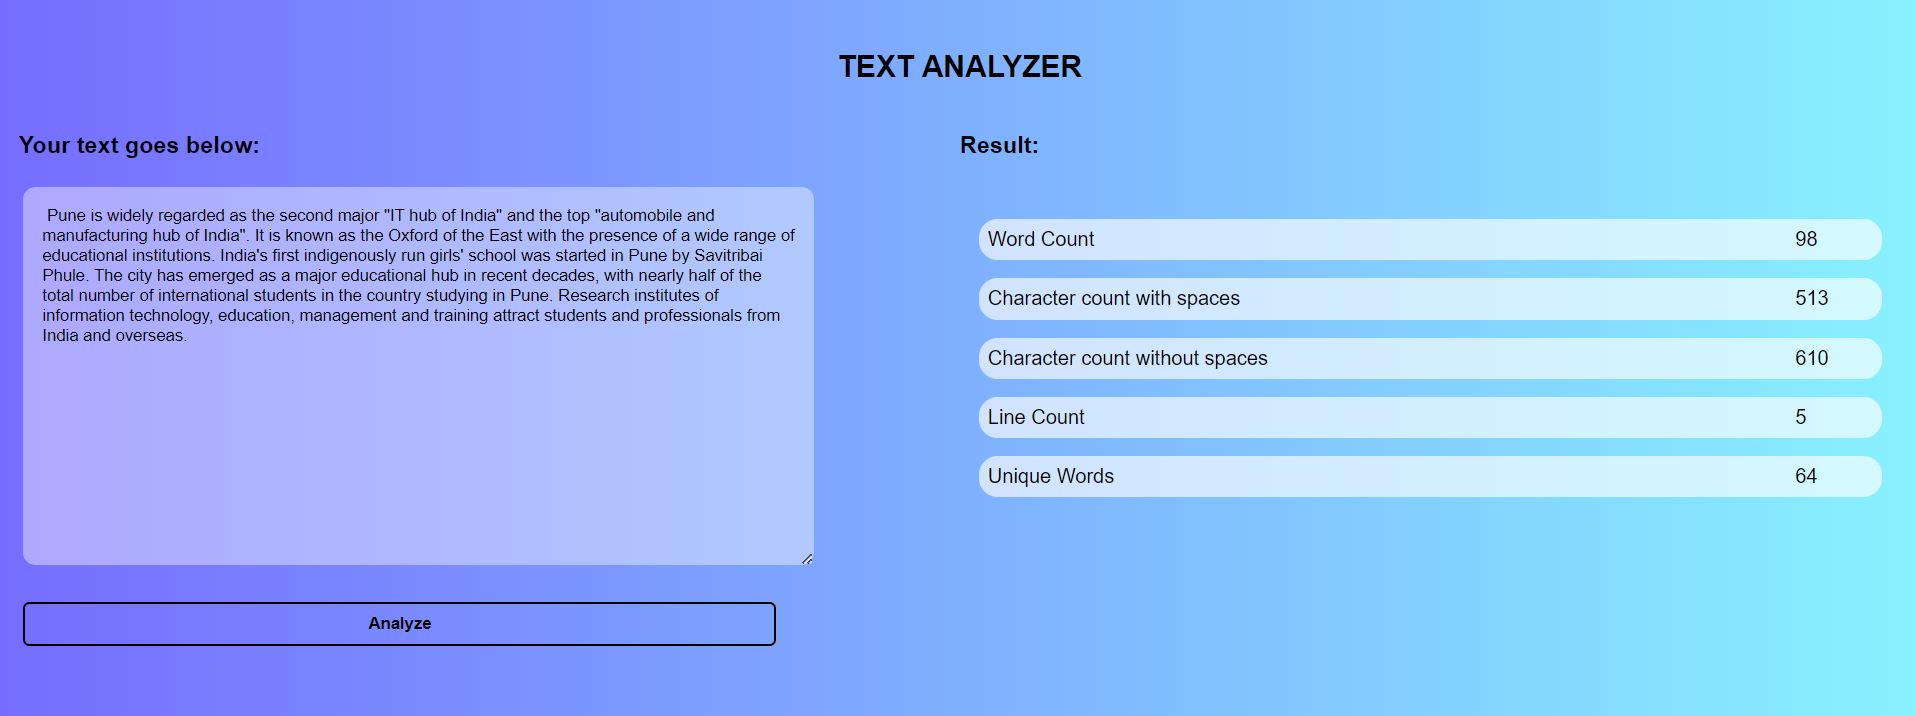 TEXT ANALYZER
Your text goes below:
Pune is widely regarded as the second major "IT hub of India" and the top "automobile and
manufacturing hub of India". It is known as the Oxford of the East with the presence of a wide range of
educational institutions. India's first indigenously run girls' school was started in Pune by Savitribai
Phule. The city has emerged as a major educational hub in recent decades, with nearly half of the
total number of international students in the country studying in Pune. Research institutes of
information technology, education, management and training attract students and professionals from
India and overseas.
Analyze
Result:
Word Count 98
Character count with spaces 513
Character count without spaces 610
Line Count 5
Unique Words 64